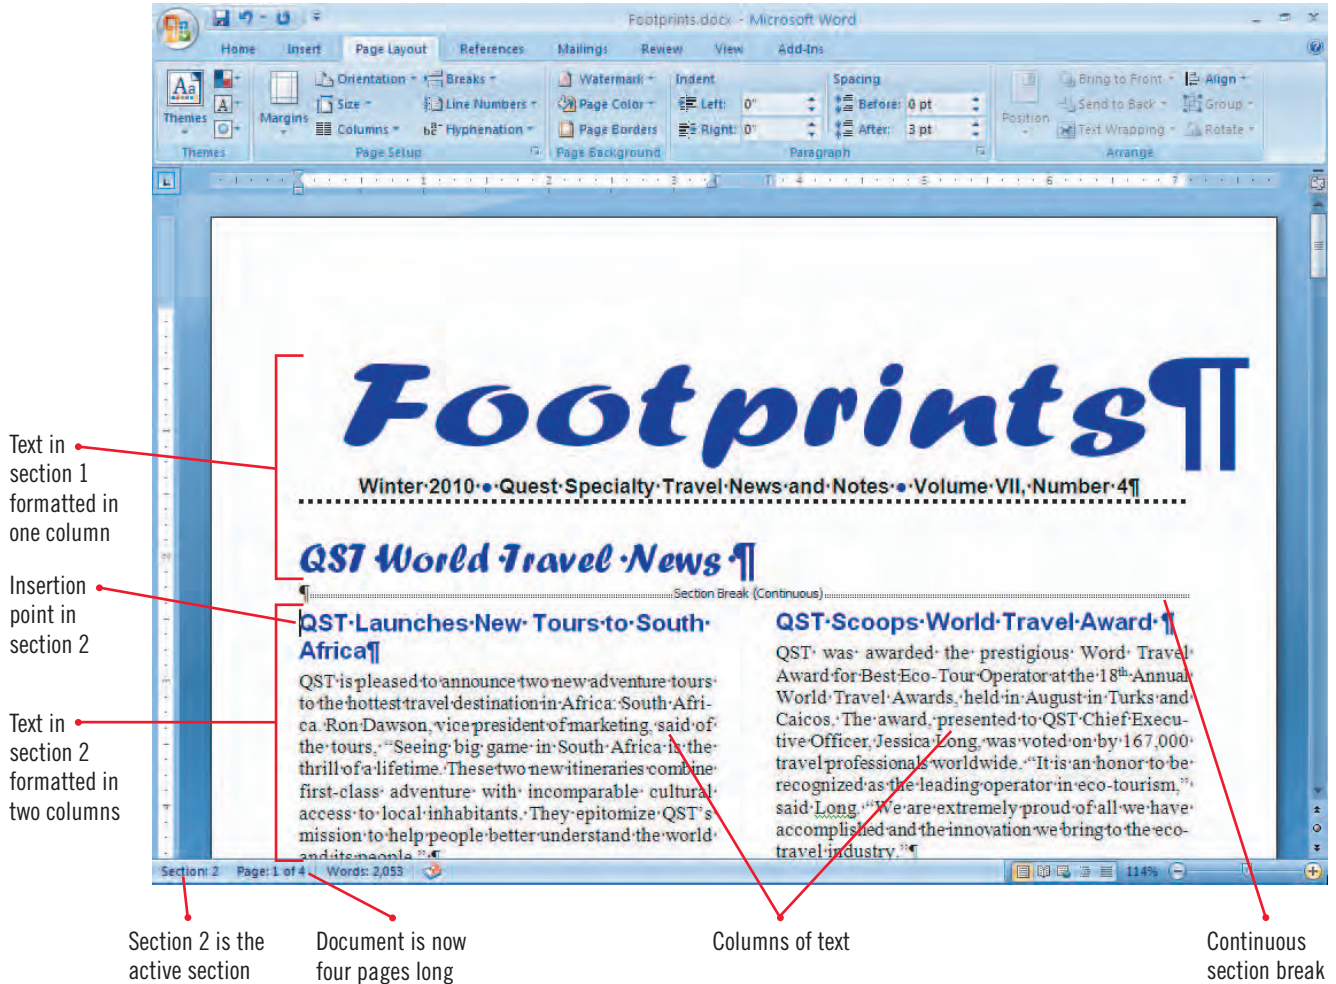 Footprints.docx - Microsoft Word
Home Insert Page Layout References Mailings Review View Add-Ins
Themes
Themes
Margins
Orientation
Size
Columns
Breaks
Line Numbers
Hyphenation
Page Setup
Watermark
Page Color
Page Borders
Page Background
Indent
Left: 0"
Right: 0"
Spacing
Before: 0 pt
After: 3 pt
Paragraph
Position
Bring to Front
Send to Back
Text Wrapping
Align
Group
Rotate
Arrange
1 2 3 4 5 6 7
Footprints¶
Winter·2010·●·Quest·Specialty·Travel·News·and·Notes·●·Volume·VII,·Number·4¶
QST·World·Travel·News·¶
¶
Section Break (Continuous)
QST·Launches·New·Tours·to·South·
Africa¶
QST·is·pleased·to·announce·two·new·adventure·tours·
to·the·hottest·travel·destination·in·Africa:·South·Afri-
ca.·Ron·Dawson,·vice·president·of·marketing,·said·of·
the·tours,·“Seeing·big·game·in·South·Africa·is·the·
thrill·of·a·lifetime.·These·two·new·itineraries·combine·
first-class·adventure·with·incomparable·cultural·
access·to·local·inhabitants.·They·epitomize·QST’s·
mission·to·help·people·better·understand·the·world·
and·its·people.”·¶
QST·Scoops·World·Travel·Award·¶
QST·was·awarded·the·prestigious·Word·Travel·
Award·for·Best·Eco-Tour·Operator·at·the·18th·Annual·
World·Travel·Awards,·held·in·August·in·Turks·and·
Caicos.·The·award,·presented·to·QST·Chief·Execu-
tive·Officer,·Jessica·Long,·was·voted·on·by·167,000·
travel·professionals·worldwide.·“It·is·an·honor·to·be·
recognized·as·the·leading·operator·in·eco-tourism,”·
said·Long.·“We·are·extremely·proud·of·all·we·have·
accomplished·and·the·innovation·we·bring·to·the·eco-
travel·industry.”¶
Section: 2 Page: 1 of 4 Words: 2,053 114%
Text in
section 1
formatted in
one column
Insertion
point in
section 2
Text in
section 2
formatted in
two columns
Section 2 is the
active section
Document is now
four pages long
Columns of text
Continuous
section break